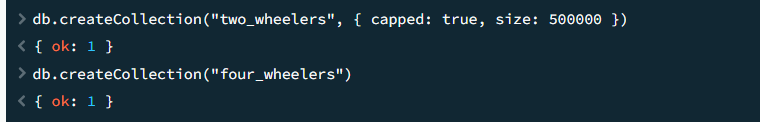 > db.createCollection("two_wheelers", { capped: true, size: 500000 })
< { ok: 1 }
> db.createCollection("four_wheelers")
< { ok: 1 }